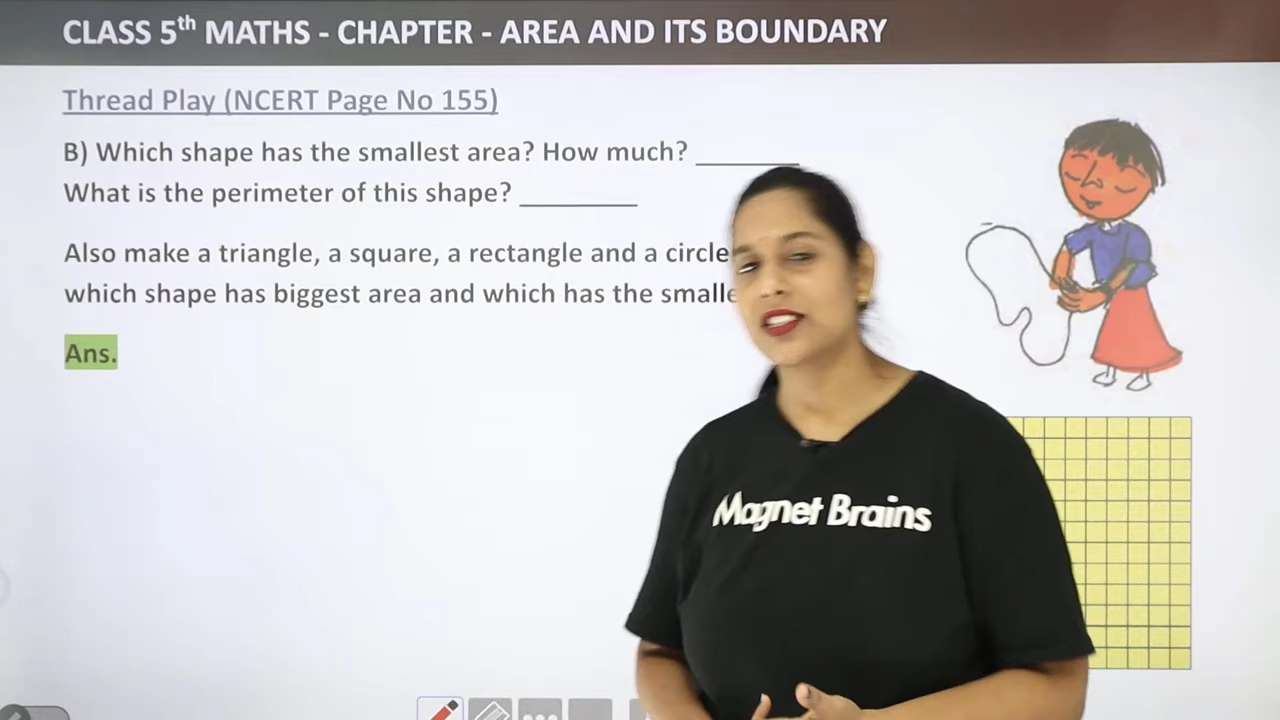 CLASS 5th MATHS - CHAPTER - AREA AND ITS BOUNDARY
Thread Play (NCERT Page No 155)
B) Which shape has the smallest area? How much? ________
What is the perimeter of this shape? _________
Also make a triangle, a square, a rectangle and a circle
which shape has biggest area and which has the
Ans.
Magnet Brains